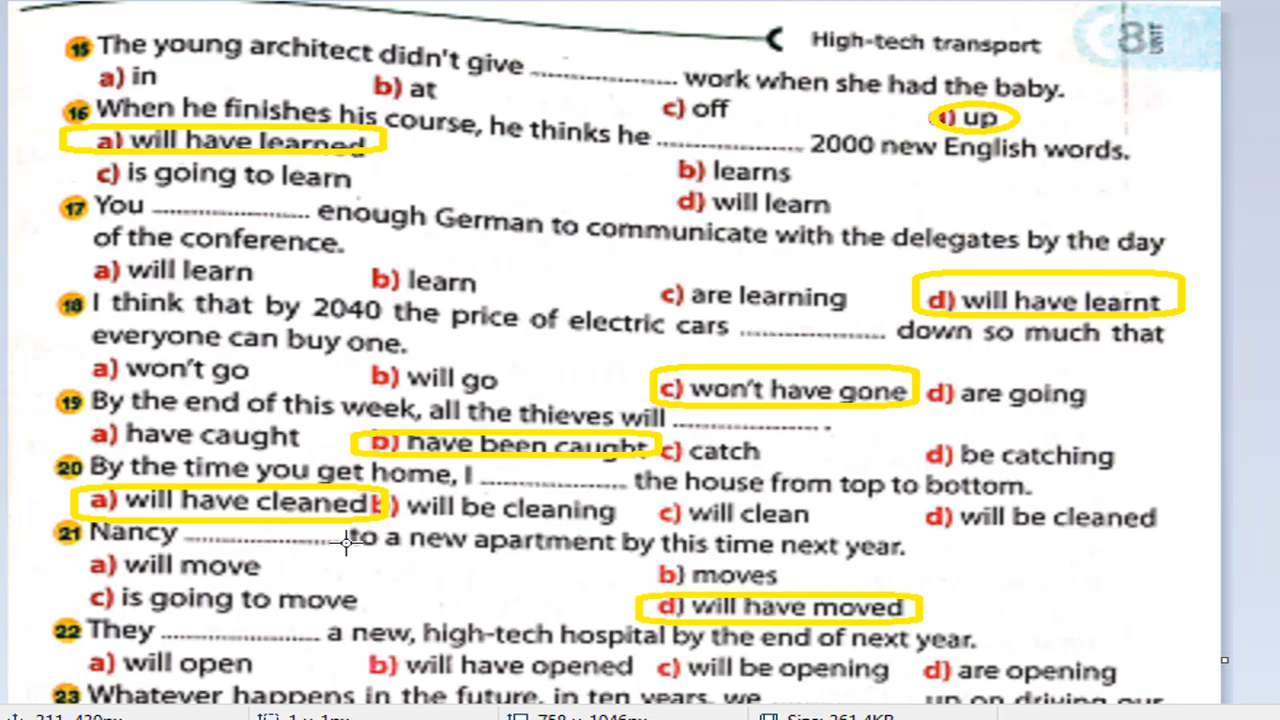 High-tech transport
UNIT 8
15 The young architect didn't give .................... work when she had the baby.
a) in b) at c) off d) up
16 When he finishes his course, he thinks he .................... 2000 new English words.
a) will have learned b) learns
c) is going to learn d) will learn
17 You .................... enough German to communicate with the delegates by the day
of the conference.
a) will learn b) learn c) are learning d) will have learnt
18 I think that by 2040 the price of electric cars .................... down so much that
everyone can buy one.
a) won't go b) will go c) won't have gone d) are going
19 By the end of this week, all the thieves will .................... .
a) have caught b) have been caught c) catch d) be catching
20 By the time you get home, I .................... the house from top to bottom.
a) will have cleaned b) will be cleaning c) will clean d) will be cleaned
21 Nancy .................... to a new apartment by this time next year.
a) will move b) moves
c) is going to move d) will have moved
22 They .................... a new, high-tech hospital by the end of next year.
a) will open b) will have opened c) will be opening d) are opening
23 Whatever happens in the future, in ten years, we .................... up on driving our
1 x 1px Size: 261.4KB